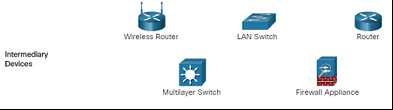 Wireless Router
LAN Switch
Router
Intermediary
Devices
Multilayer Switch
Firewall Appliance